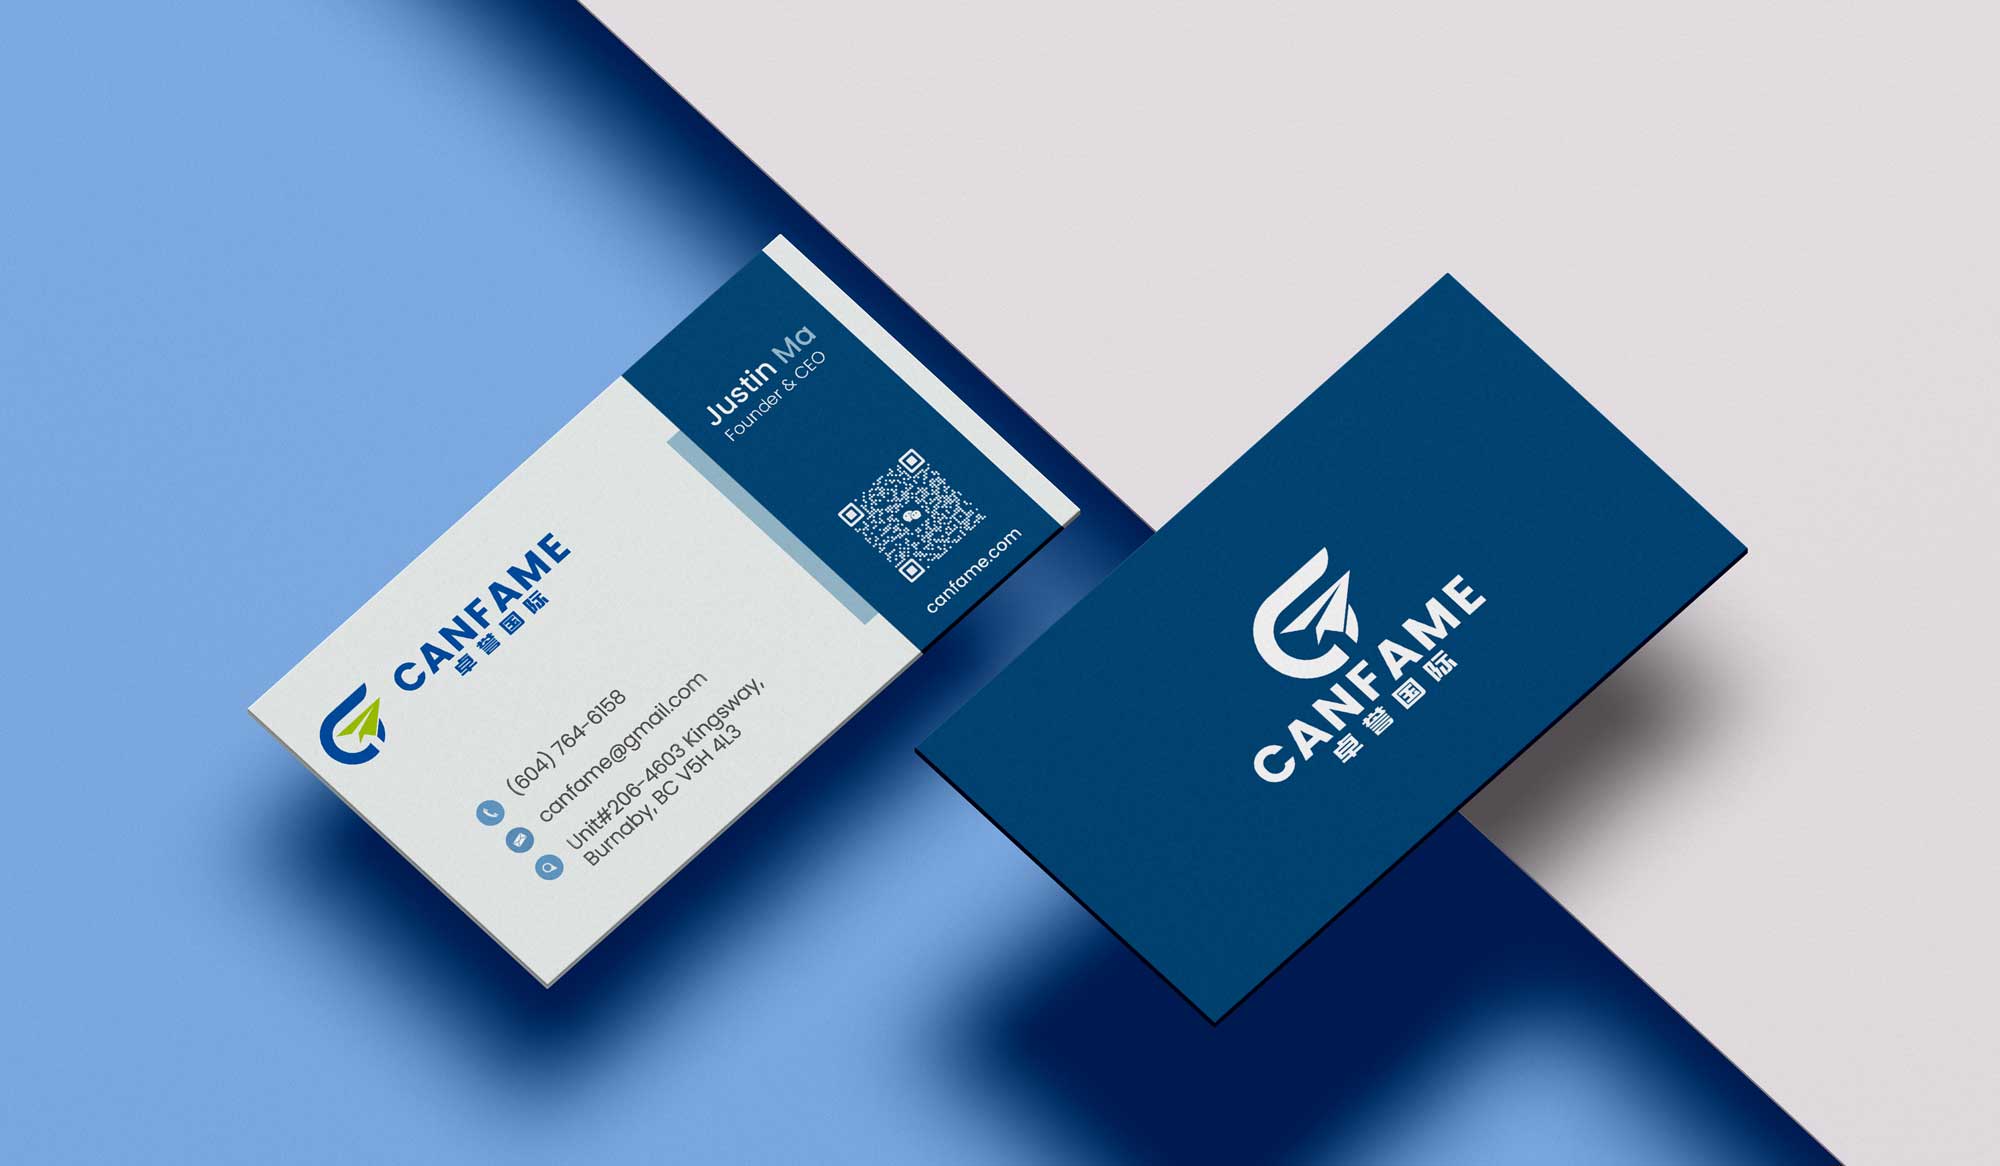 CANFAME
卓誉国际
Justin Ma
Founder & CEO
canfame.com
(604) 764-6158
canfame@gmail.com
Unit#206-4603 Kingsway,
Burnaby, BC V5H 4L3
CANFAME
卓誉国际